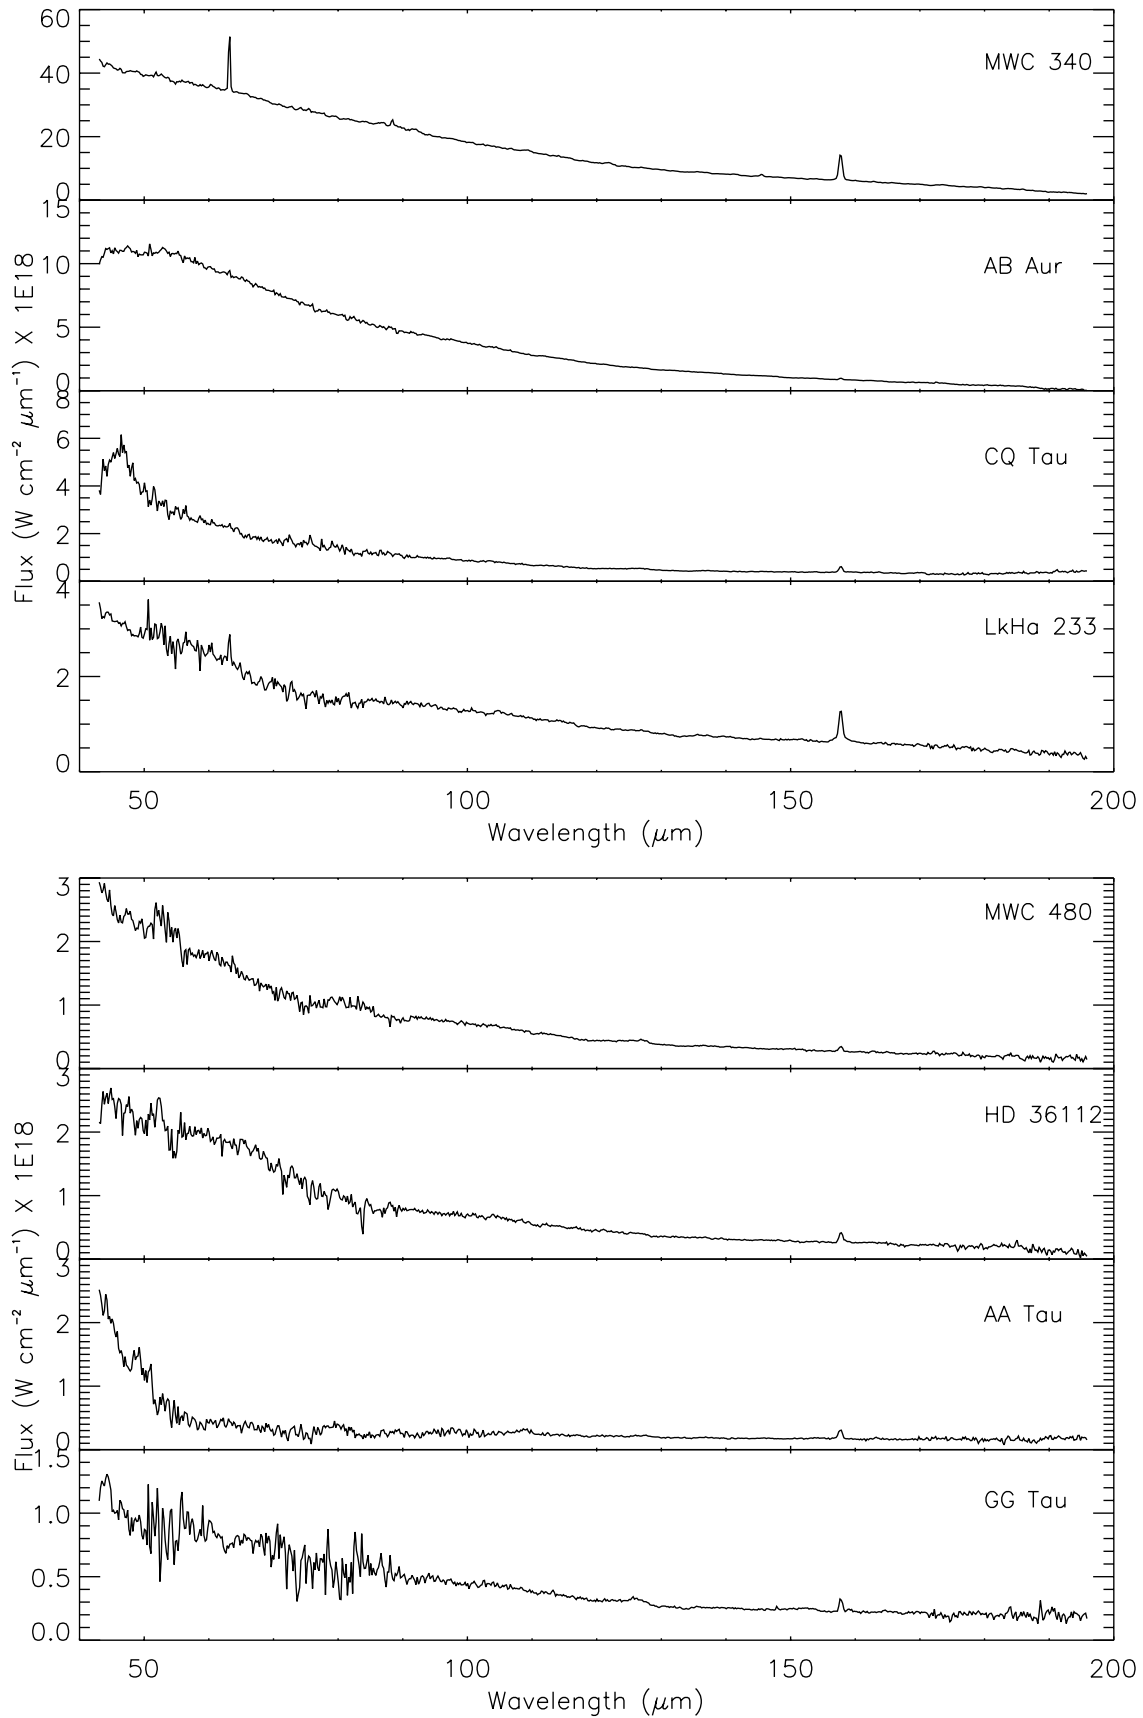 60
40
20
0
MWC 340
15
10
5
0
AB Aur
8
6
4
2
0
CQ Tau
4
2
0
LkHa 233
Flux (W cm⁻² μm⁻¹) X 1E18
50 100 150 200
Wavelength (μm)
3
2
1
0
MWC 480
3
2
1
0
HD 36112
3
2
1
0
AA Tau
1.5
1.0
0.5
0.0
GG Tau
Flux (W cm⁻² μm⁻¹) X 1E18
50 100 150 200
Wavelength (μm)